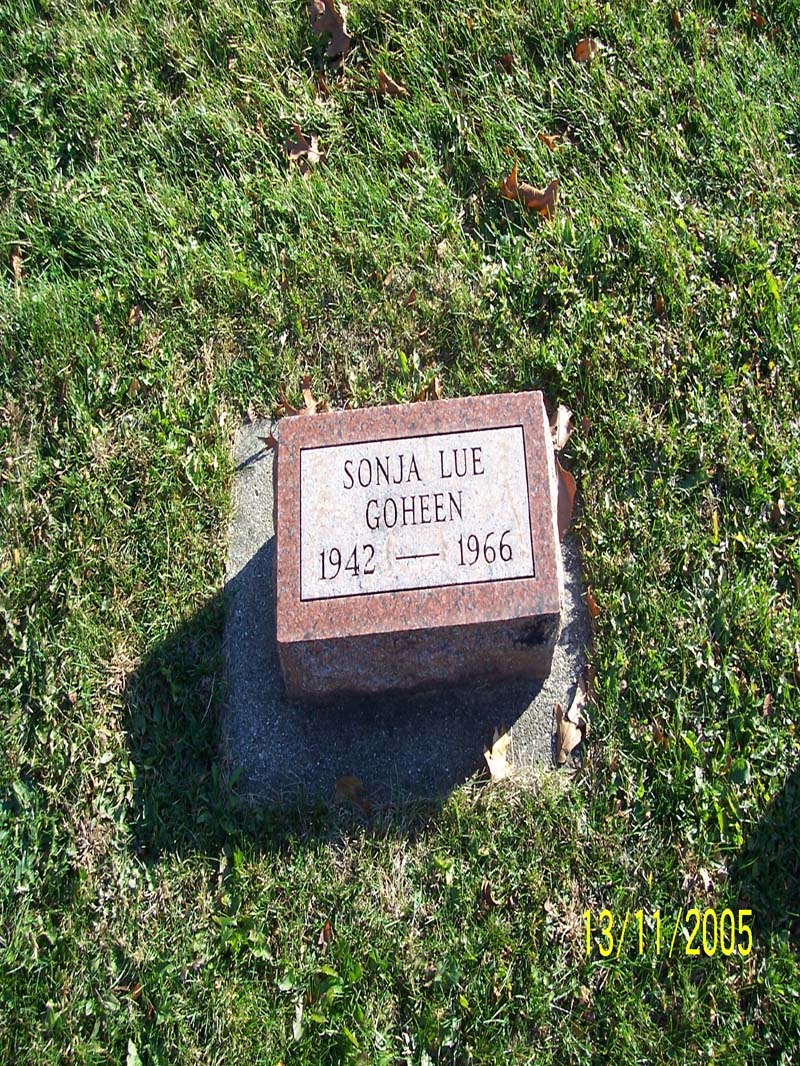 SONJA LUE
GOHEEN
1942 — 1966
13/11/2005